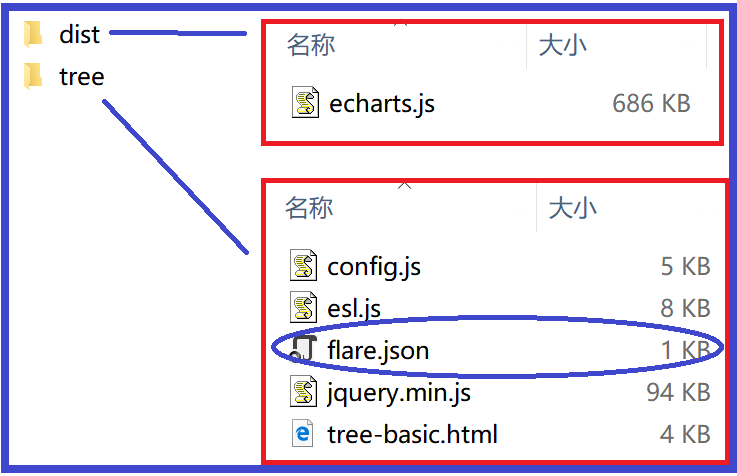 dist
tree
名称 大小
echarts.js 686 KB
名称 大小
config.js 5 KB
esl.js 8 KB
flare.json 1 KB
jquery.min.js 94 KB
tree-basic.html 4 KB